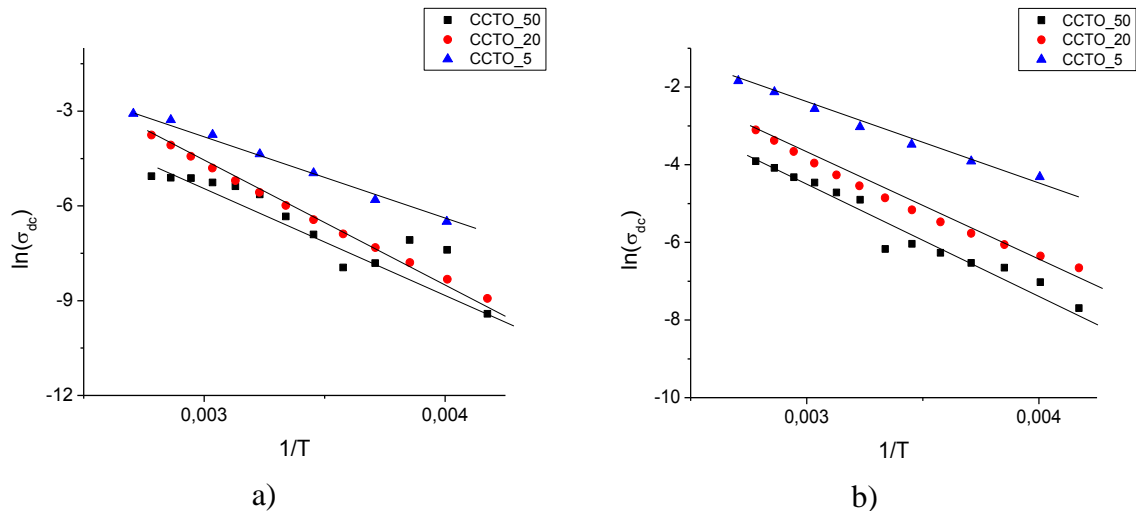 CCTO_50
CCTO_20
CCTO_5
-3
-6
-9
-12
ln(σdc)
0,003
0,004
1/T
a)
CCTO_50
CCTO_20
CCTO_5
-2
-4
-6
-8
-10
ln(σdc)
0,003
0,004
1/T
b)